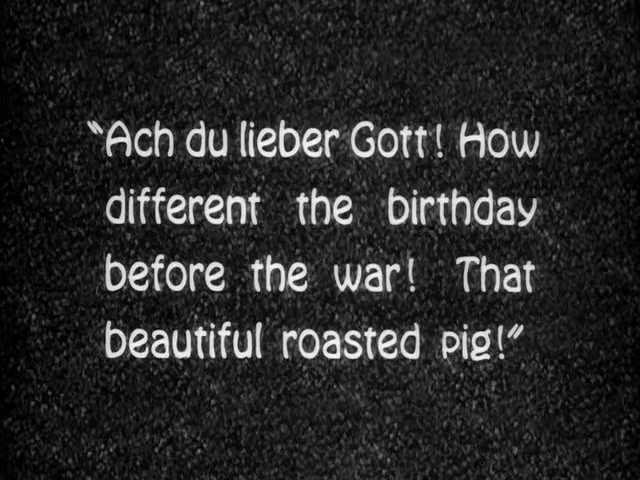 “Ach du lieber Gott! How
different the birthday
before the war! That
beautiful roasted pig!”